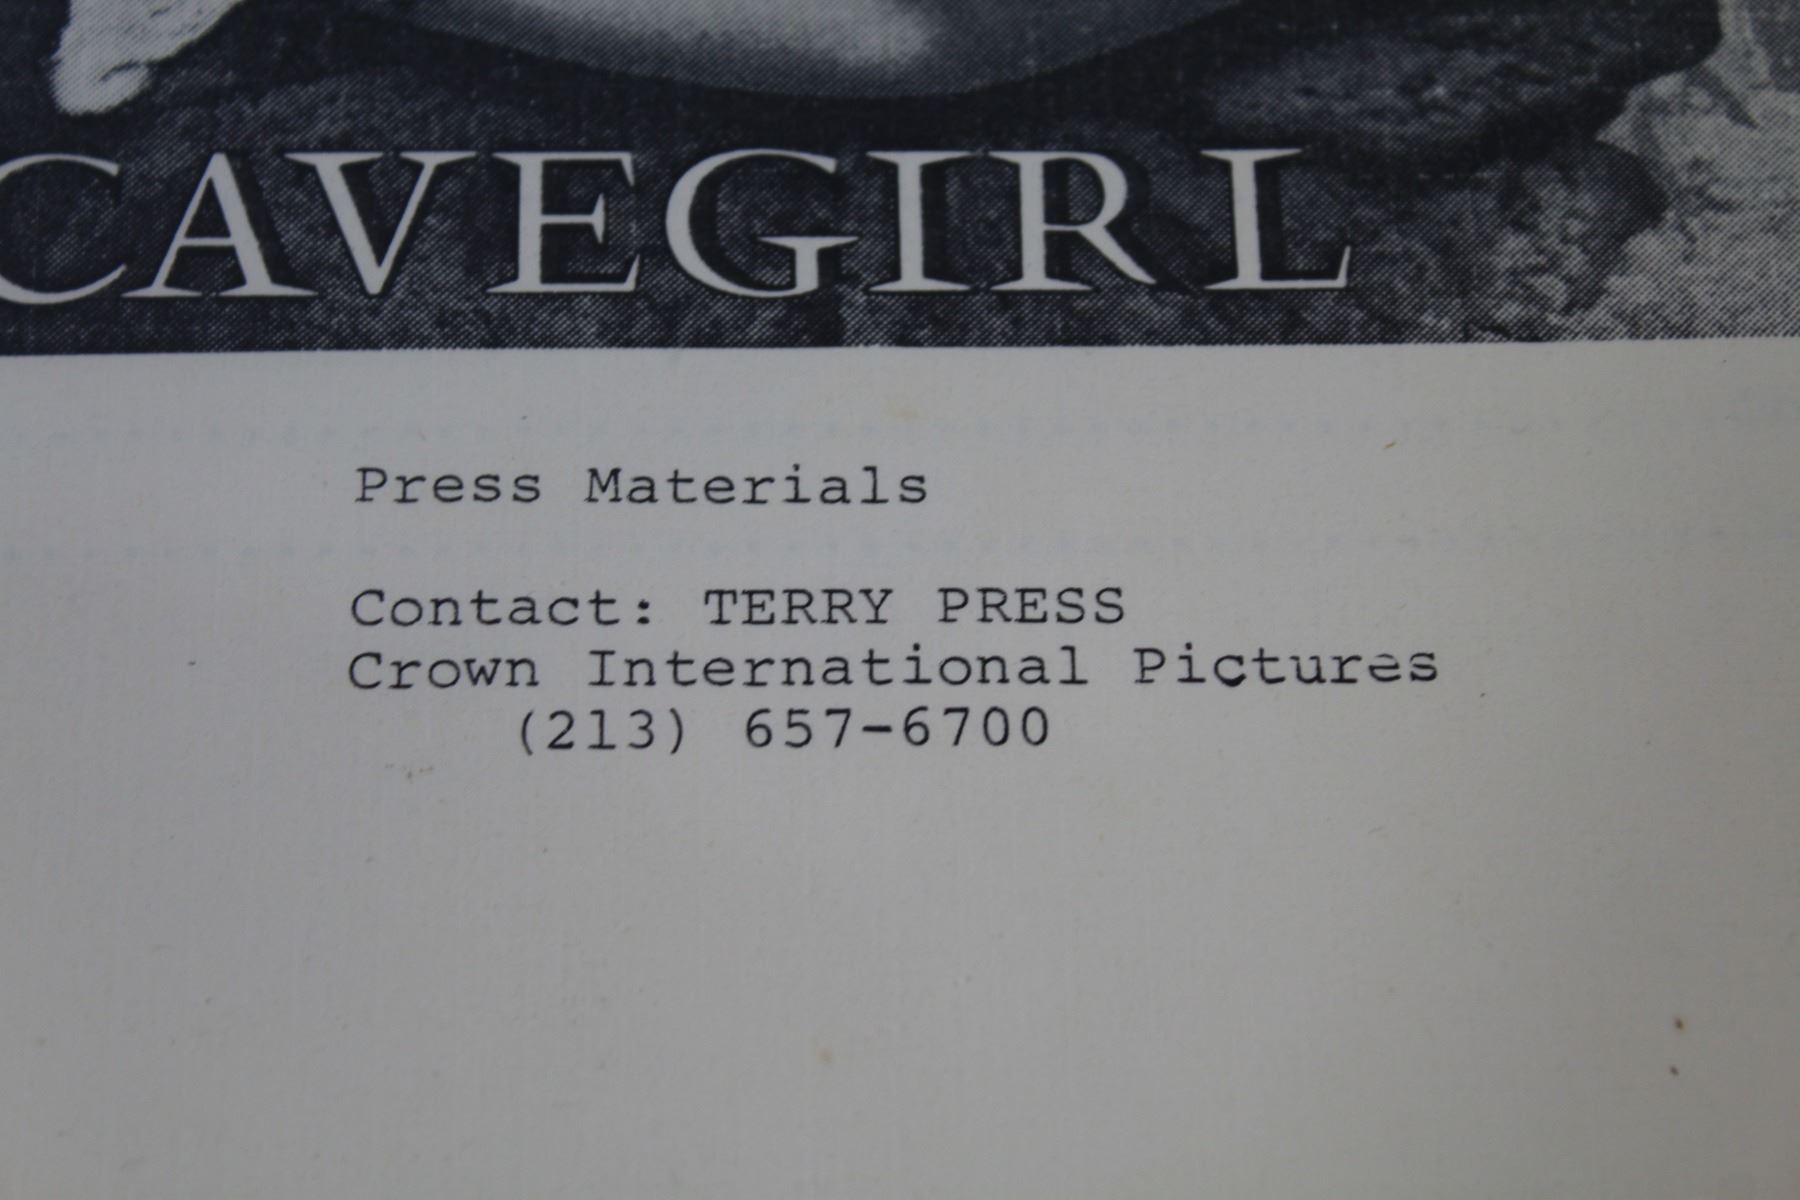 CAVEGIRL
Press Materials
Contact: TERRY PRESS
Crown International Pictures
(213) 657-6700